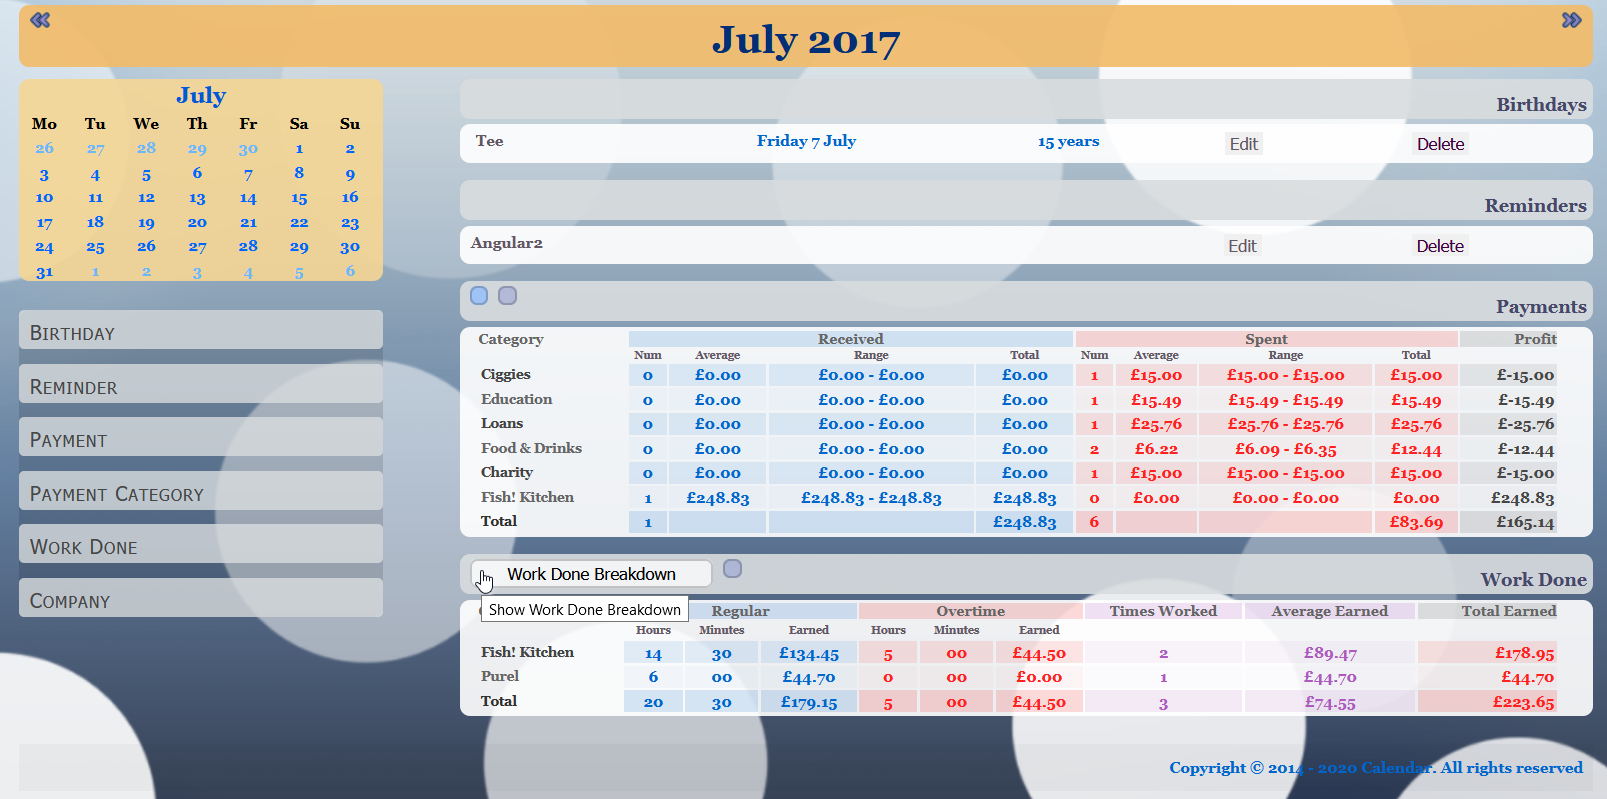 July 2017
July
Mo Tu We Th Fr Sa Su
26 27 28 29 30 1 2
3 4 5 6 7 8 9
10 11 12 13 14 15 16
17 18 19 20 21 22 23
24 25 26 27 28 29 30
31 1 2 3 4 5 6
BIRTHDAY
REMINDER
PAYMENT
PAYMENT CATEGORY
WORK DONE
COMPANY
Birthdays
Tee Friday 7 July 15 years Edit Delete
Reminders
Angular2 Edit Delete
Payments
Category Received Spent Profit
Num Average Range Total Num Average Range Total
Ciggies 0 £0.00 £0.00 - £0.00 £0.00 1 £15.00 £15.00 - £15.00 £15.00 £-15.00
Education 0 £0.00 £0.00 - £0.00 £0.00 1 £15.49 £15.49 - £15.49 £15.49 £-15.49
Loans 0 £0.00 £0.00 - £0.00 £0.00 1 £25.76 £25.76 - £25.76 £25.76 £-25.76
Food & Drinks 0 £0.00 £0.00 - £0.00 £0.00 2 £6.22 £6.09 - £6.35 £12.44 £-12.44
Charity 0 £0.00 £0.00 - £0.00 £0.00 1 £15.00 £15.00 - £15.00 £15.00 £-15.00
Fish! Kitchen 1 £248.83 £248.83 - £248.83 £248.83 0 £0.00 £0.00 - £0.00 £0.00 £248.83
Total 1 £248.83 6 £83.69 £165.14
Work Done Breakdown
Work Done
Show Work Done Breakdown
Regular Overtime Times Worked Average Earned Total Earned
Hours Minutes Earned Hours Minutes Earned
Fish! Kitchen 14 30 £134.45 5 00 £44.50 2 £89.47 £178.95
Purel 6 00 £44.70 0 00 £0.00 1 £44.70 £44.70
Total 20 30 £179.15 5 00 £44.50 3 £74.55 £223.65
Copyright © 2014 - 2020 Calendar. All rights reserved